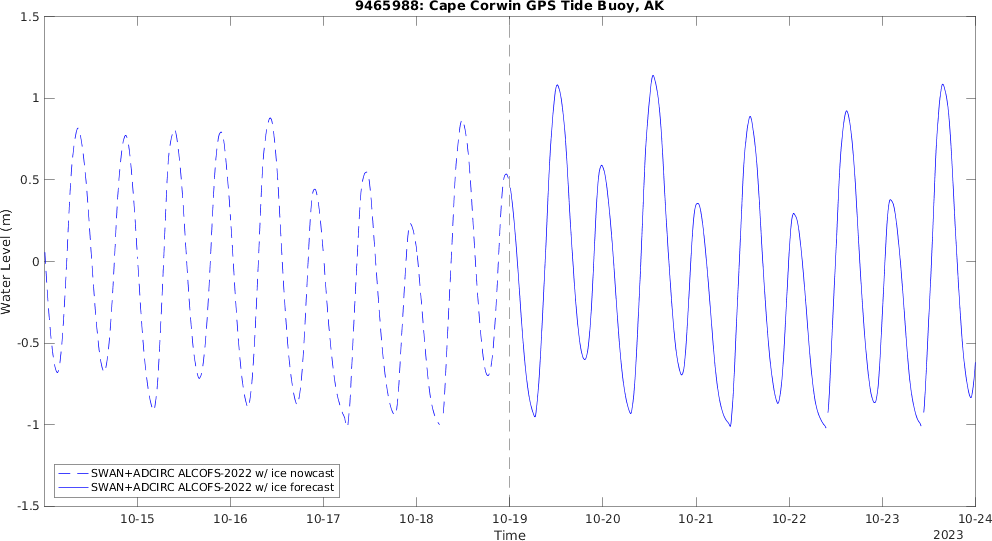 9465988: Cape Corwin GPS Tide Buoy, AK
1.5
1
0.5
0
-0.5
-1
-1.5
Water Level (m)
SWAN+ADCIRC ALCOFS-2022 w/ ice nowcast
SWAN+ADCIRC ALCOFS-2022 w/ ice forecast
10-15 10-16 10-17 10-18 10-19 10-20 10-21 10-22 10-23 10-24
Time
2023